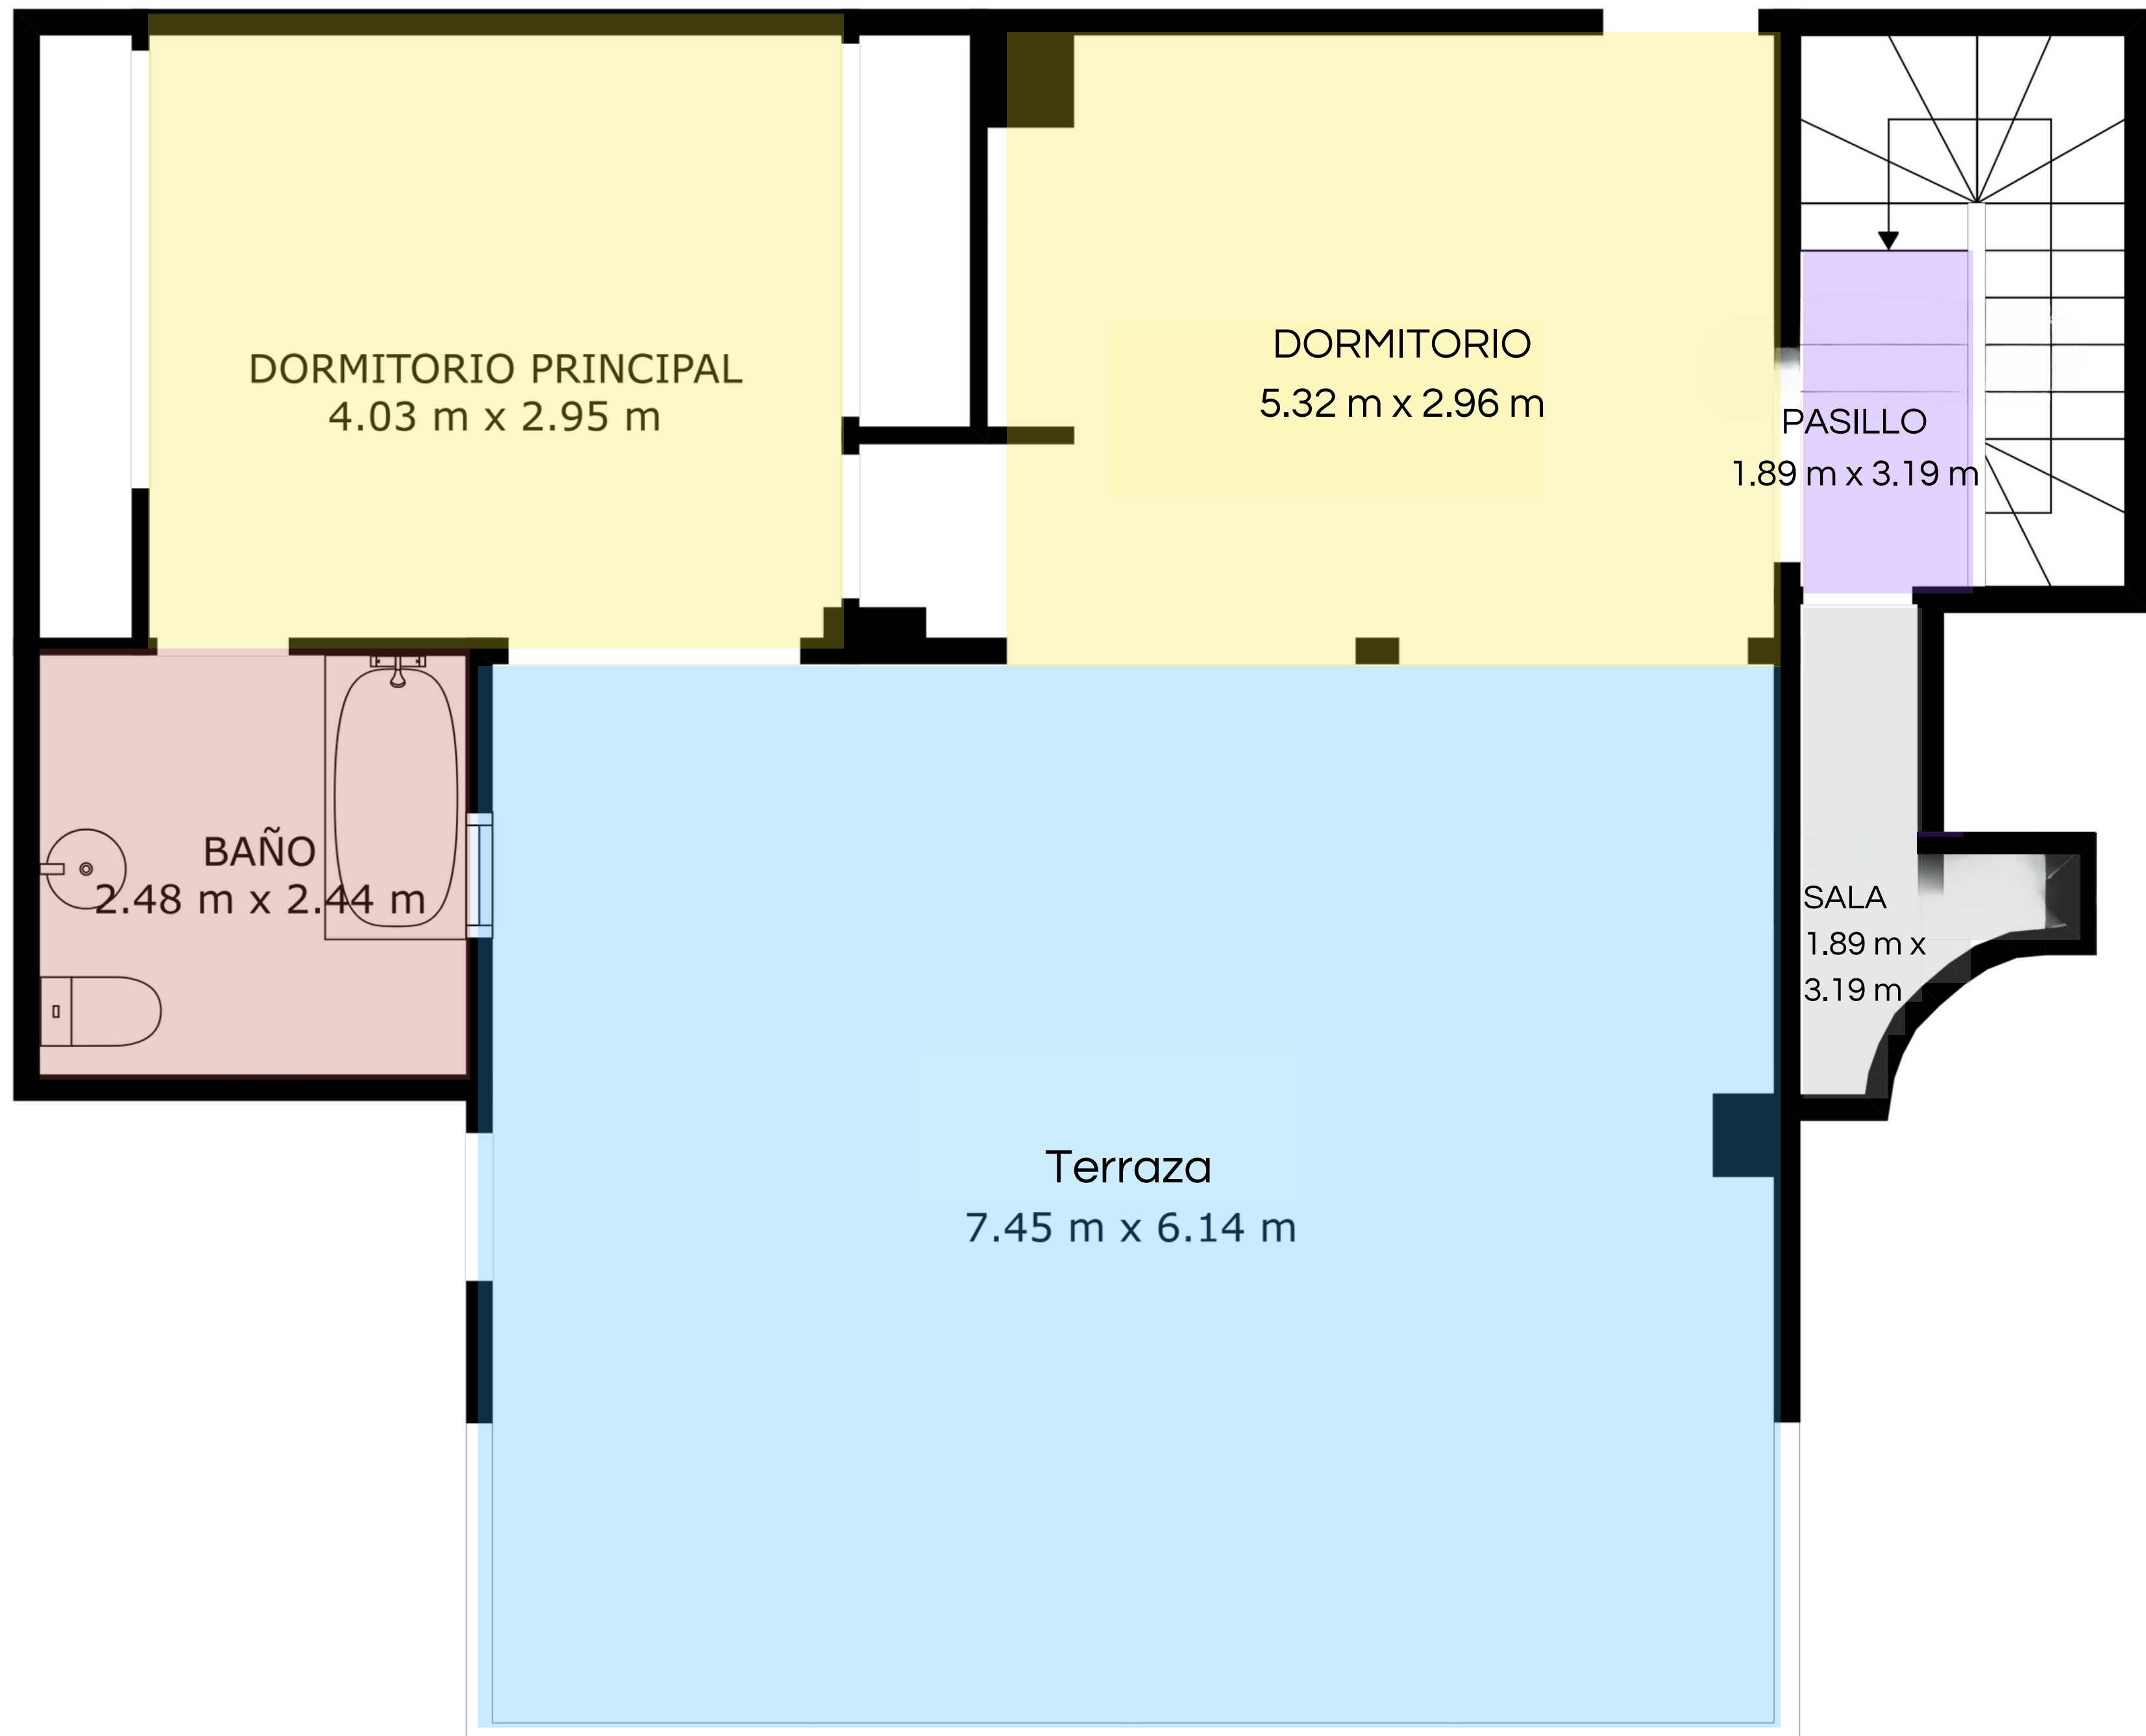 DORMITORIO PRINCIPAL
4.03 m x 2.95 m
DORMITORIO
5.32 m x 2.96 m
PASILLO
1.89 m x 3.19 m
BAÑO
2.48 m x 2.44 m
SALA
1.89 m x
3.19 m
Terraza
7.45 m x 6.14 m